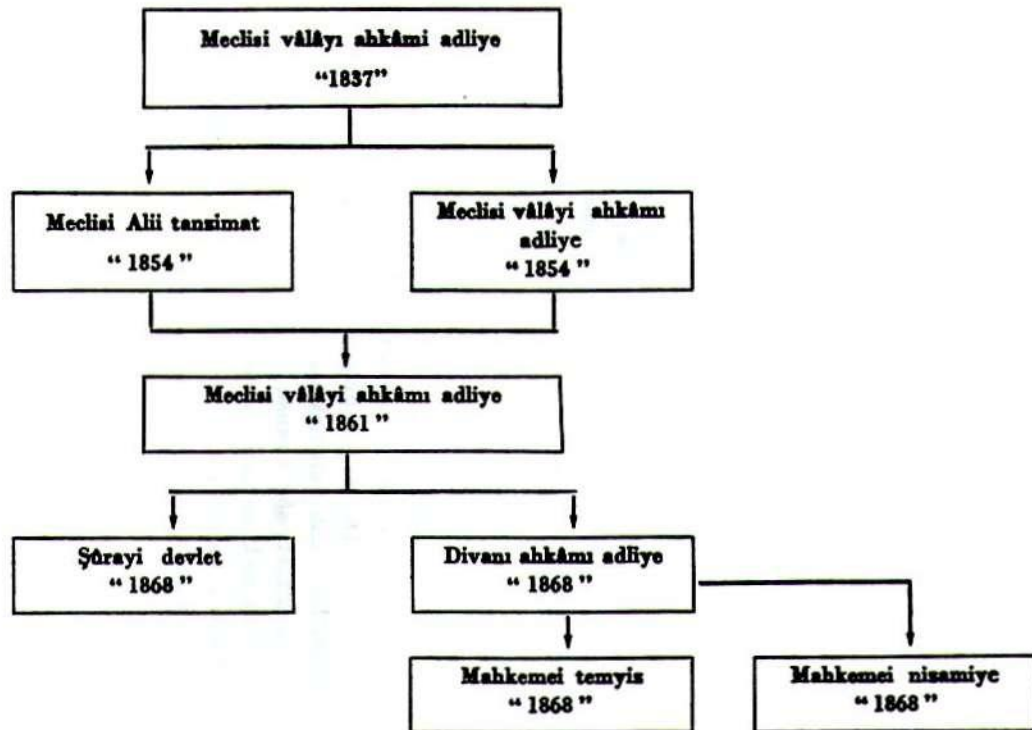 Meclisi vâlâyı ahkâmi adliye
“1837”
Meclisi Alii tanzimat
“ 1854 ”
Meclisi vâlâyi ahkâmı
adliye
“ 1854 ”
Meclisi vâlâyi ahkâmı adliye
“ 1861 ”
Şûrayi devlet
“ 1868 ”
Divanı ahkâmı adliye
“ 1868 ”
Mahkemei temyiz
“ 1868 ”
Mahkemei nizamiye
“ 1868 ”